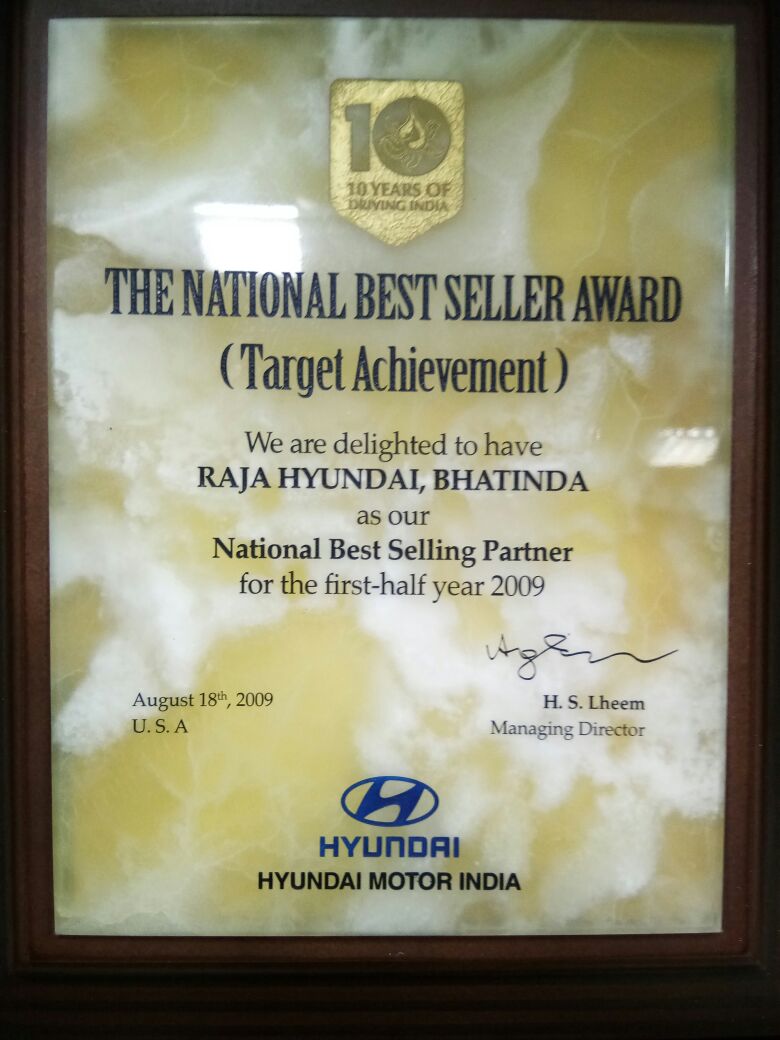 10
10 YEARS OF
DRIVING INDIA
THE NATIONAL BEST SELLER AWARD
( Target Achievement )
We are delighted to have
RAJA HYUNDAI, BHATINDA
as our
National Best Selling Partner
for the first-half year 2009
August 18th, 2009
U. S. A
H. S. Lheem
Managing Director
HYUNDAI
HYUNDAI MOTOR INDIA